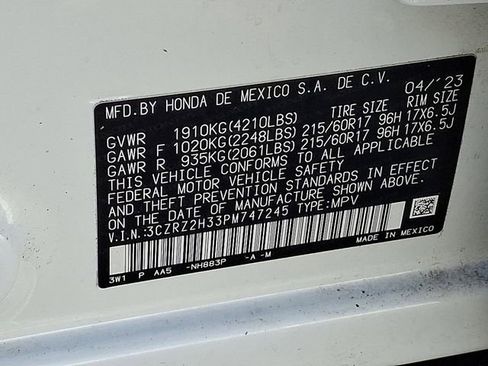 MFD.BY HONDA DE MEXICO S.A. DE C.V. 04/'23
TIRE SIZE RIM SIZE
GVWR 1910KG(4210LBS)
GAWR F 1020KG(2248LBS) 215/60R17 96H 17X6.5J
GAWR R 935KG(2061LBS) 215/60R17 96H 17X6.5J
THIS VEHICLE CONFORMS TO ALL APPLICABLE
FEDERAL MOTOR VEHICLE SAFETY
STANDARDS IN EFFECT
ON THE DATE OF MANUFACTURE SHOWN ABOVE.
V.I.N.:3CZRZ2H33PM747245 TYPE:MPV
3W1 P AA5 -NH883P -A -M
MADE IN MEXICO